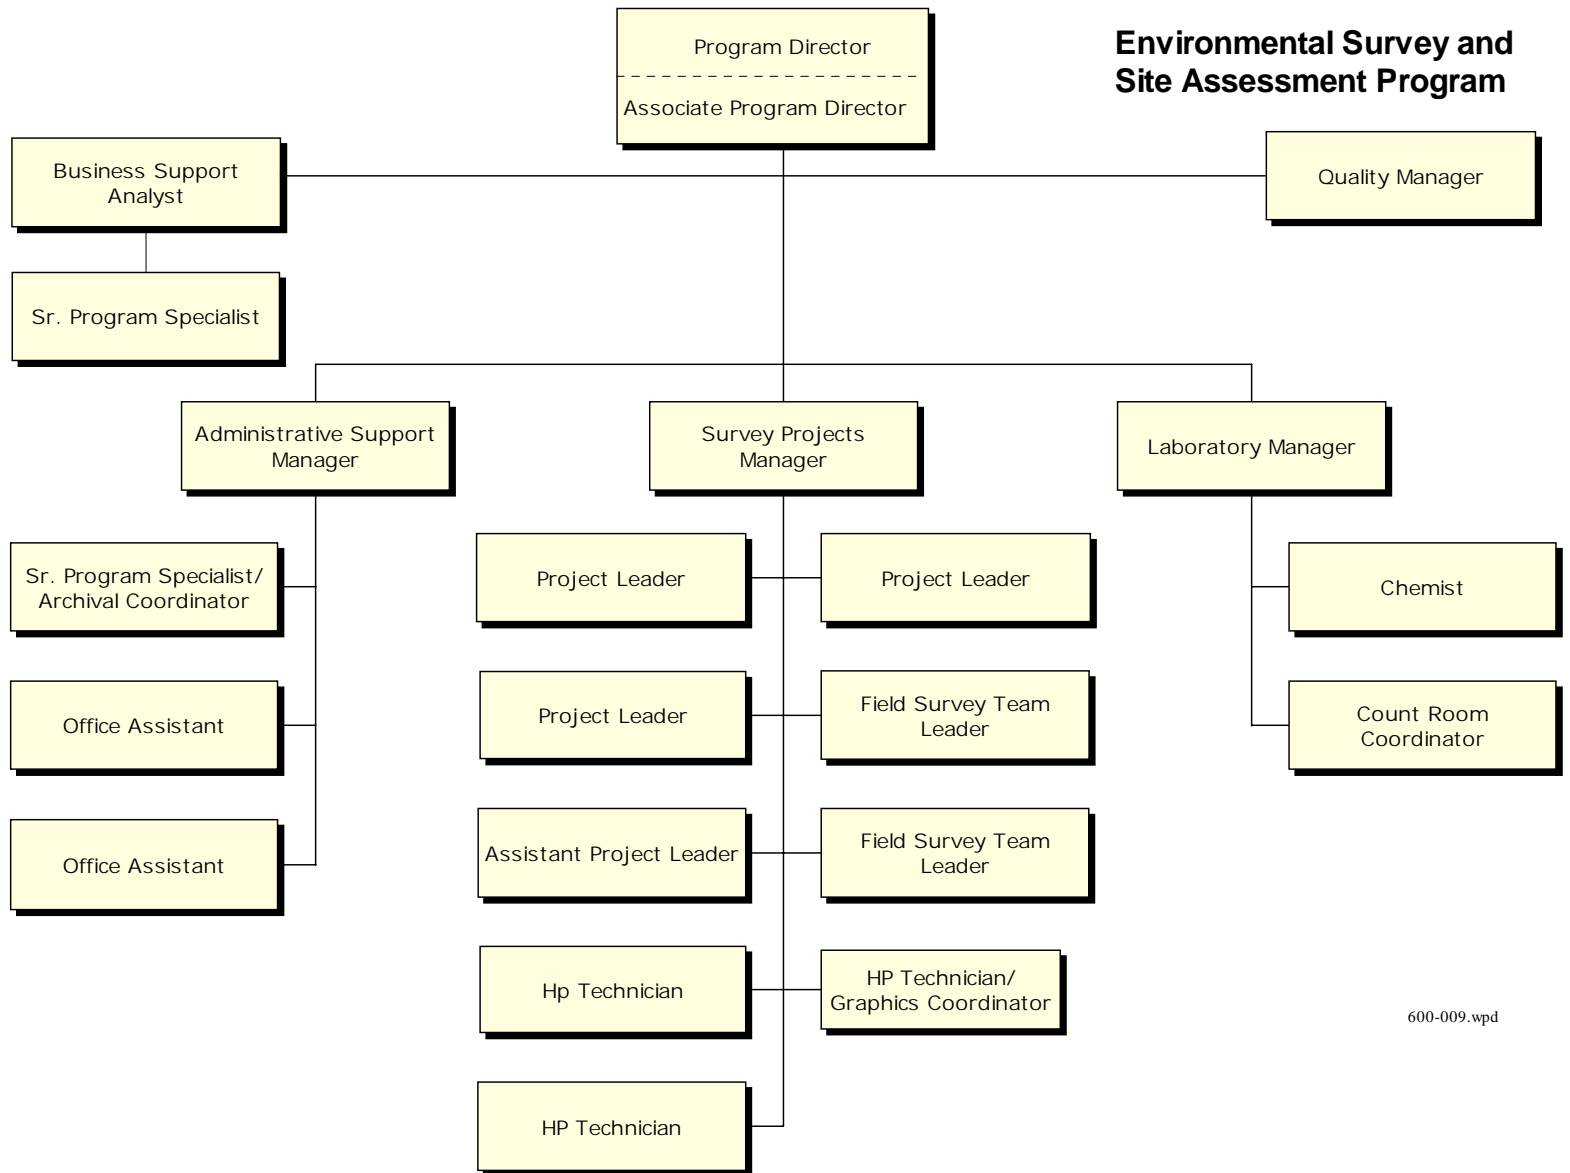 Program Director
Associate Program Director
Environmental Survey and
Site Assessment Program
Business Support
Analyst
Quality Manager
Sr. Program Specialist
Administrative Support
Manager
Survey Projects
Manager
Laboratory Manager
Sr. Program Specialist/
Archival Coordinator
Project Leader
Project Leader
Chemist
Office Assistant
Project Leader
Field Survey Team
Leader
Count Room
Coordinator
Office Assistant
Assistant Project Leader
Field Survey Team
Leader
Hp Technician
HP Technician/
Graphics Coordinator
600-009.wpd
HP Technician